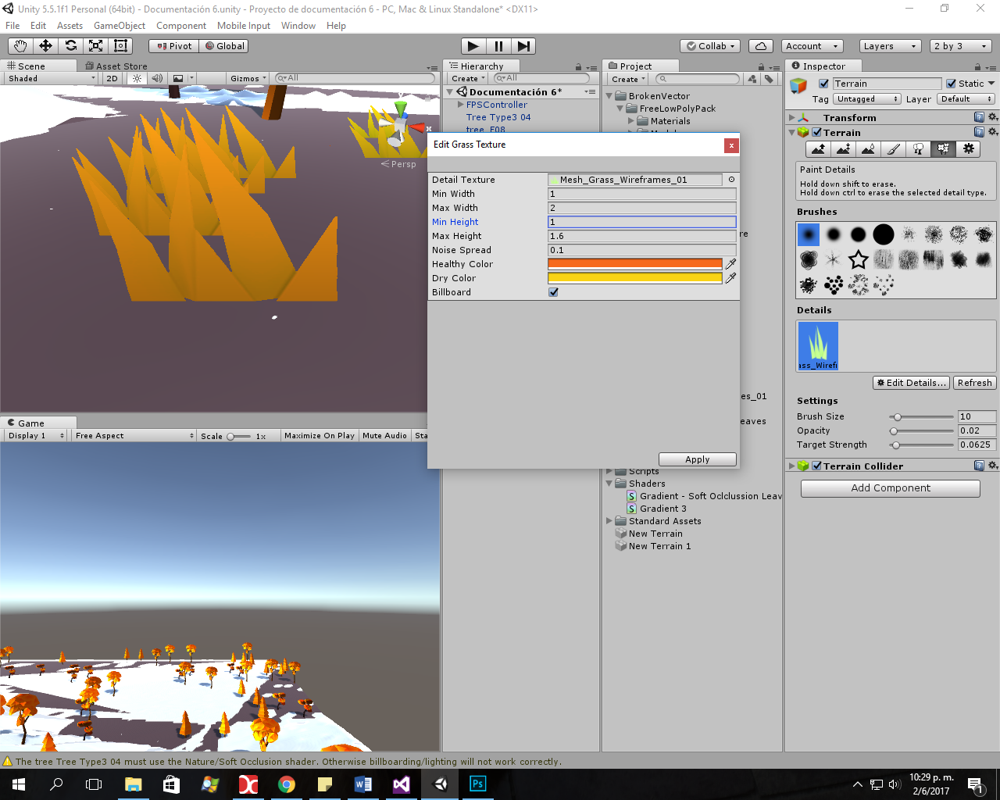 Unity 5.5.1f1 Personal (64bit) - Documentación 6.unity - Proyecto de documentación 6 - PC, Mac & Linux Standalone* <DX11>
File Edit Assets GameObject Component Mobile Input Window Help
Pivot Global Collab Account Layers 2 by 3
Scene Asset Store
Shaded 2D Gizmos All
Persp
x
Hierarchy
Create All
Documentación 6*
FPSController
Tree Type3 04
tree_F08
Project
Create
BrokenVector
FreeLowPolyPack
Materials
re
es_01
eaves
Scripts
Shaders
Gradient - Soft Oclclussion Leav
Gradient 3
Standard Assets
New Terrain
New Terrain 1
Edit Grass Texture
Detail Texture Mesh_Grass_Wireframes_01
Min Width 1
Max Width 2
Min Height 1
Max Height 1.6
Noise Spread 0.1
Healthy Color
Dry Color
Billboard
Apply
Inspector
Terrain Static
Tag Untagged Layer Default
Transform
Terrain
Paint Details
Hold down shift to erase.
Hold down ctrl to erase the selected detail type.
Brushes
Details
ass_Wirefi
Edit Details... Refresh
Settings
Brush Size 10
Opacity 0.02
Target Strength 0.0625
Terrain Collider
Add Component
Game
Display 1 Free Aspect Scale 1x Maximize On Play Mute Audio Sta
The tree Tree Type3 04 must use the Nature/Soft Occlusion shader. Otherwise billboarding/lighting will not work correctly.
10:29 p. m.
2/6/2017
1